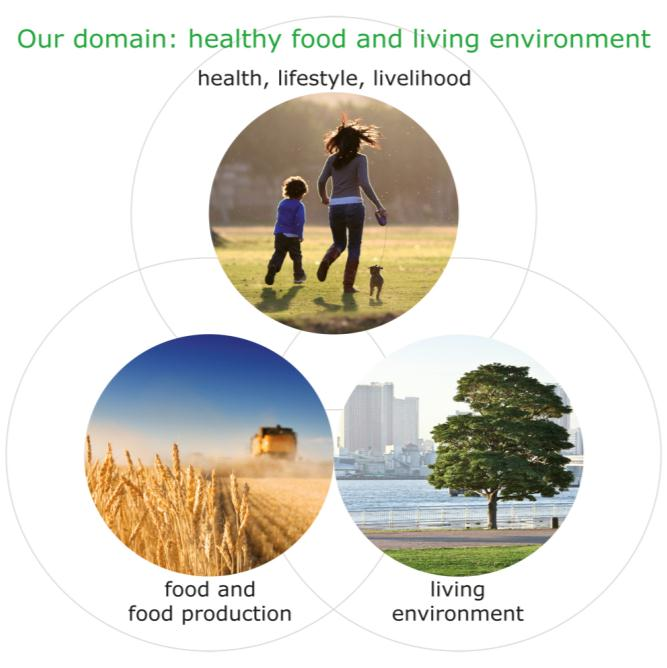 Our domain: healthy food and living environment
health, lifestyle, livelihood
food and
food production
living
environment